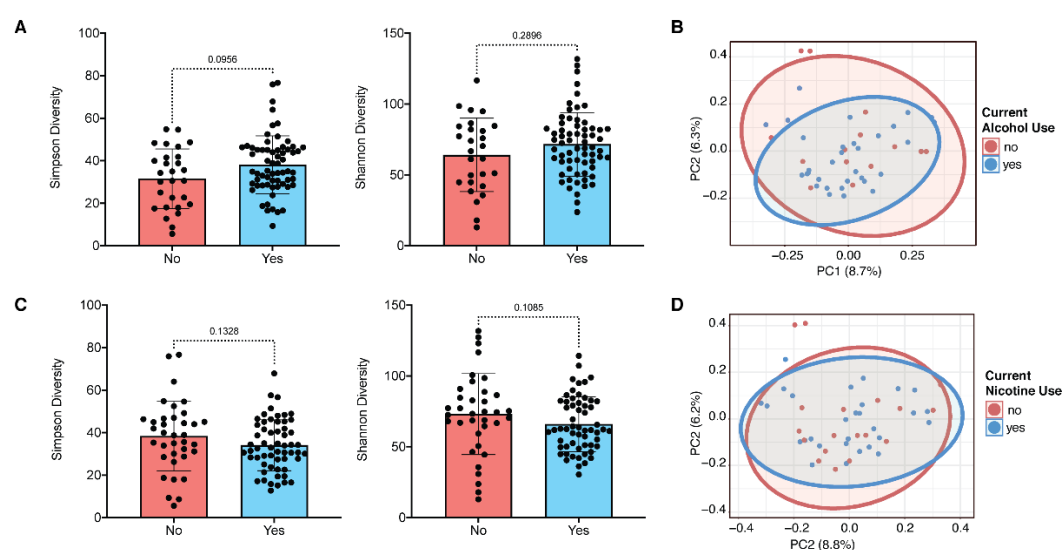 A
Simpson Diversity
100
80
60
40
20
0
0.0956
No
Yes
Shannon Diversity
150
100
50
0
0.2896
No
Yes
B
PC2 (6.3%)
0.4
0.2
0.0
−0.2
−0.25
0.00
0.25
PC1 (8.7%)
Current
Alcohol Use
no
yes
C
Simpson Diversity
100
80
60
40
20
0
0.1328
No
Yes
Shannon Diversity
150
100
50
0
0.1085
No
Yes
D
PC2 (6.2%)
0.4
0.2
0.0
−0.2
−0.4
−0.4
−0.2
0.0
0.2
0.4
PC2 (8.8%)
Current
Nicotine Use
no
yes